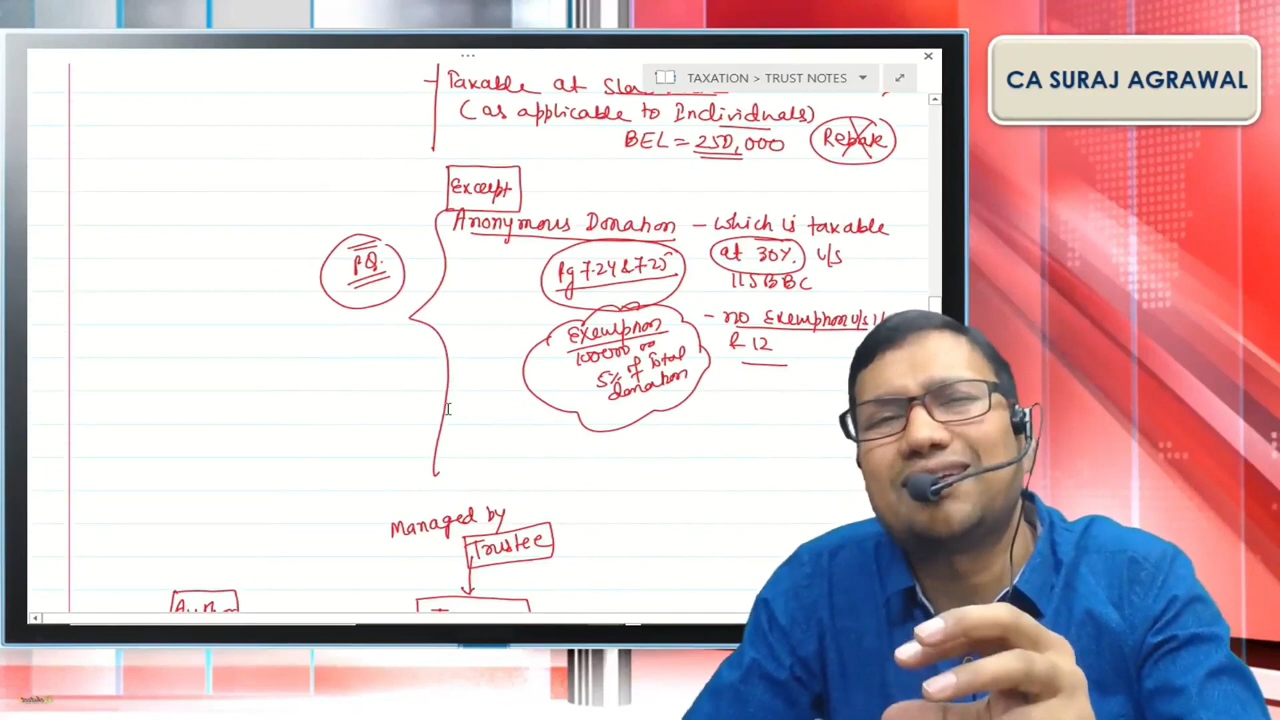 TAXATION > TRUST NOTES
CA SURAJ AGRAWAL
Taxable at
(as applicable to Individuals)
BEL = 250,000
Rebate
Except
Anonymous Donation - which is taxable
at 30%. u/s
115BBC
Pg 7.24 & 7.25
PQ.
- no Exemption u/s
& 12
Exemption
100000 or
5% of Total
donation
Managed by
Trustee
Author